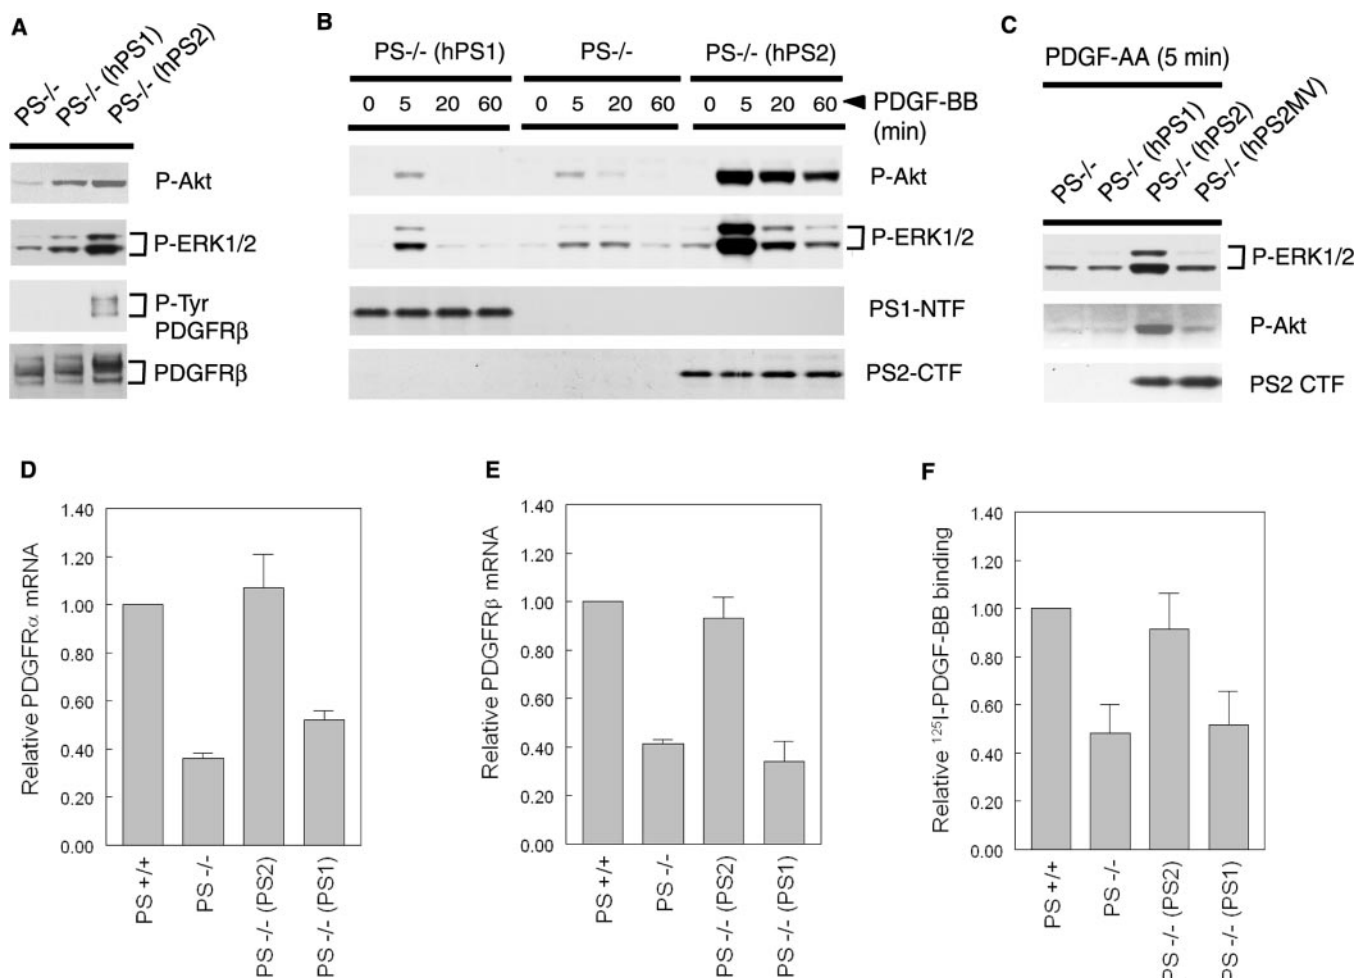 A
PS-/-
PS-/- (hPS1)
PS-/- (hPS2)
P-Akt
P-ERK1/2
P-Tyr
PDGFRβ
PDGFRβ
B
PS-/- (hPS1) PS-/- PS-/- (hPS2)
0 5 20 60 0 5 20 60 0 5 20 60 ◄ PDGF-BB
(min)
P-Akt
P-ERK1/2
PS1-NTF
PS2-CTF
C
PDGF-AA (5 min)
PS-/-
PS-/- (hPS1)
PS-/- (hPS2)
PS-/- (hPS2MV)
P-ERK1/2
P-Akt
PS2 CTF
D
Relative PDGFRα mRNA
1.40
1.20
1.00
0.80
0.60
0.40
0.20
0.00
PS +/+
PS -/-
PS -/- (PS2)
PS -/- (PS1)
E
Relative PDGFRβ mRNA
1.40
1.20
1.00
0.80
0.60
0.40
0.20
0.00
PS +/+
PS -/-
PS -/- (PS2)
PS -/- (PS1)
F
Relative ¹²⁵I-PDGF-BB binding
1.40
1.20
1.00
0.80
0.60
0.40
0.20
0.00
PS +/+
PS -/-
PS -/- (PS2)
PS -/- (PS1)